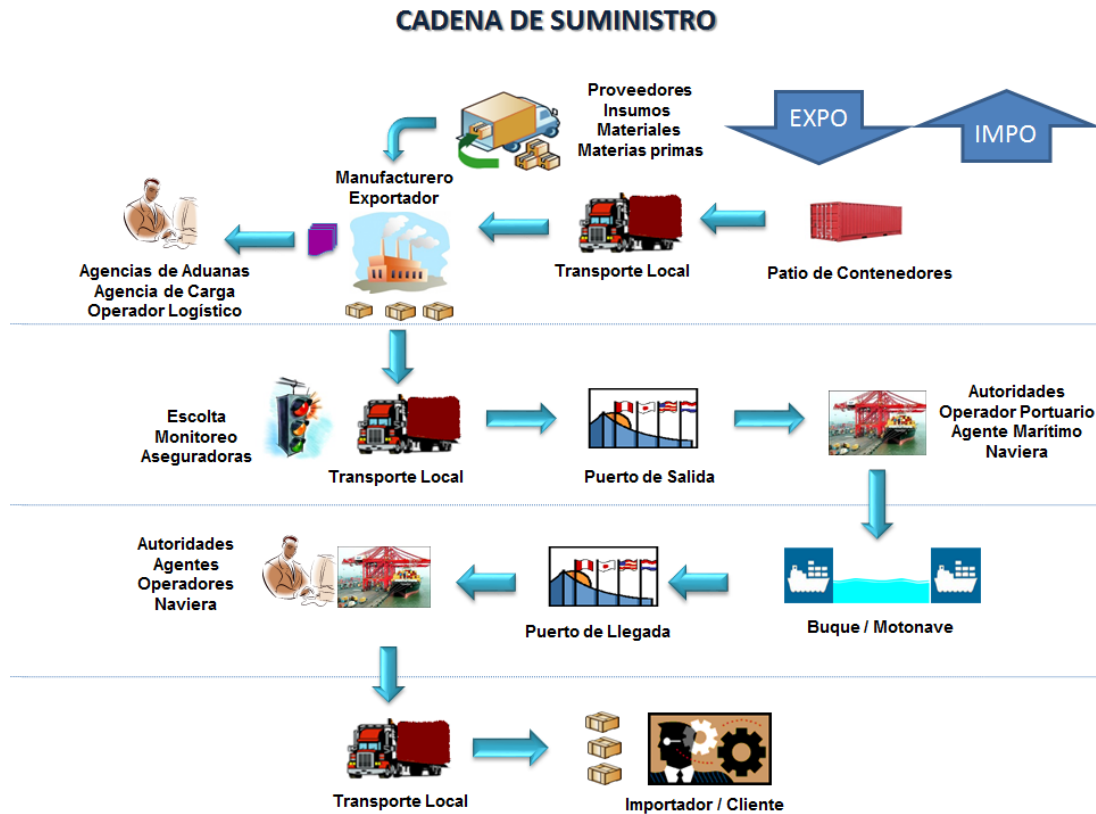 CADENA DE SUMINISTRO
Proveedores
Insumos
Materiales
Materias primas
EXPO
IMPO
Manufacturero
Exportador
Agencias de Aduanas
Agencia de Carga
Operador Logístico
Transporte Local
Patio de Contenedores
Escolta
Monitoreo
Aseguradoras
Transporte Local
Puerto de Salida
Autoridades
Operador Portuario
Agente Marítimo
Naviera
Autoridades
Agentes
Operadores
Naviera
Puerto de Llegada
Buque / Motonave
Transporte Local
Importador / Cliente